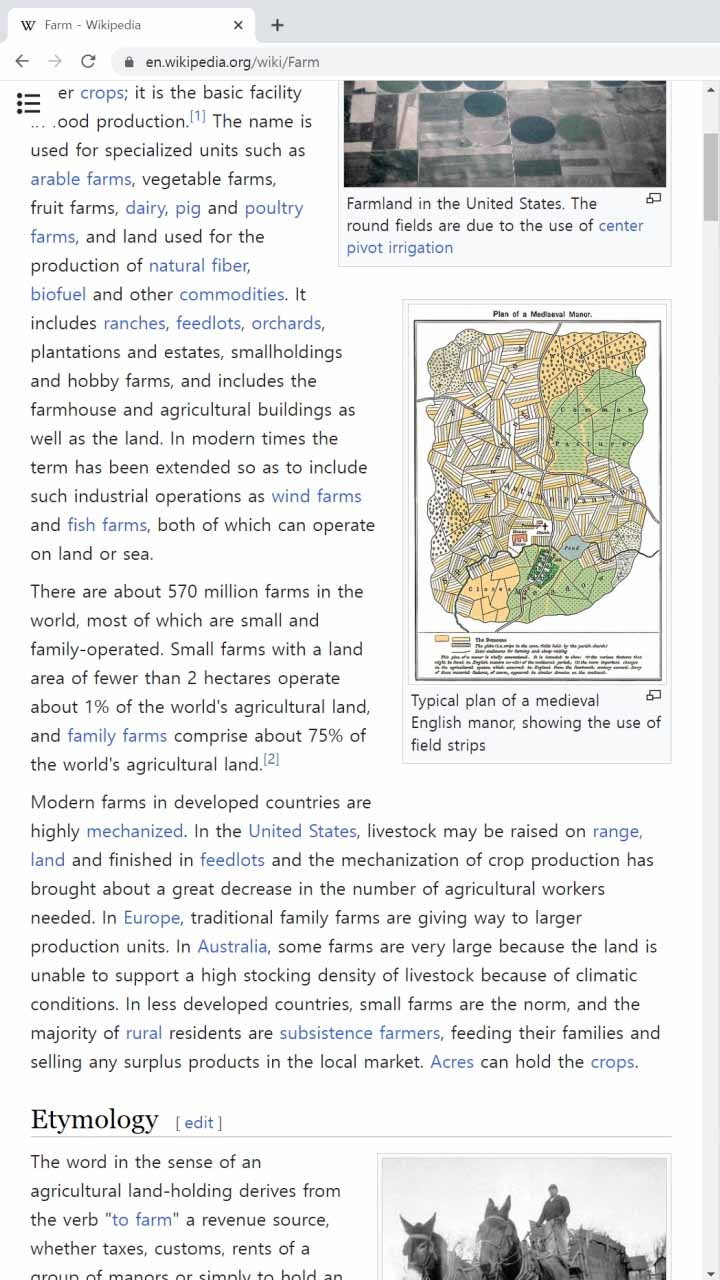 Farm - Wikipedia
en.wikipedia.org/wiki/Farm
er crops; it is the basic facility
ood production.[1] The name is
used for specialized units such as
arable farms, vegetable farms,
fruit farms, dairy, pig and poultry
farms, and land used for the
production of natural fiber,
biofuel and other commodities. It
includes ranches, feedlots, orchards,
plantations and estates, smallholdings
and hobby farms, and includes the
farmhouse and agricultural buildings as
well as the land. In modern times the
term has been extended so as to include
such industrial operations as wind farms
and fish farms, both of which can operate
on land or sea.
Farmland in the United States. The
round fields are due to the use of center
pivot irrigation
Plan of a Mediaeval Manor.
Common
Pasture
Autumn Planting
Pond
Close
Meadow
The Demesne
Typical plan of a medieval
English manor, showing the use of
field strips
There are about 570 million farms in the
world, most of which are small and
family-operated. Small farms with a land
area of fewer than 2 hectares operate
about 1% of the world's agricultural land,
and family farms comprise about 75% of
the world's agricultural land.[2]
Modern farms in developed countries are
highly mechanized. In the United States, livestock may be raised on range,
land and finished in feedlots and the mechanization of crop production has
brought about a great decrease in the number of agricultural workers
needed. In Europe, traditional family farms are giving way to larger
production units. In Australia, some farms are very large because the land is
unable to support a high stocking density of livestock because of climatic
conditions. In less developed countries, small farms are the norm, and the
majority of rural residents are subsistence farmers, feeding their families and
selling any surplus products in the local market. Acres can hold the crops.
Etymology [ edit ]
The word in the sense of an
agricultural land-holding derives from
the verb "to farm" a revenue source,
whether taxes, customs, rents of a
group of manors or simply to hold an